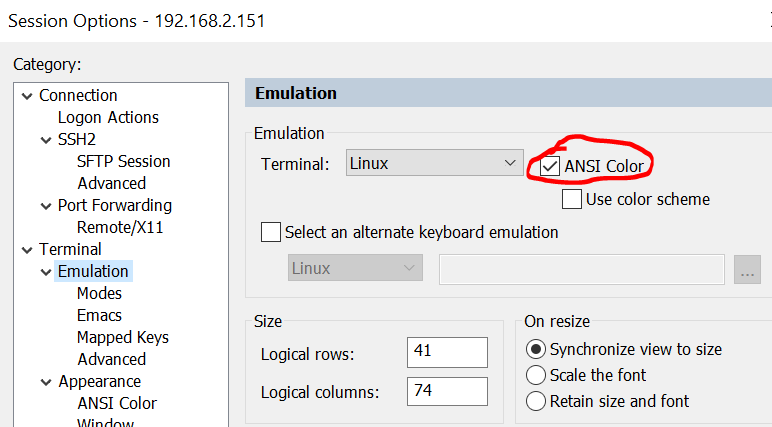 Session Options - 192.168.2.151
Category:
Connection
Logon Actions
SSH2
SFTP Session
Advanced
Port Forwarding
Remote/X11
Terminal
Emulation
Modes
Emacs
Mapped Keys
Advanced
Appearance
ANSI Color
Window
Emulation
Emulation
Terminal: Linux ANSI Color
Use color scheme
Select an alternate keyboard emulation
Linux ...
Size
Logical rows: 41
Logical columns: 74
On resize
Synchronize view to size
Scale the font
Retain size and font